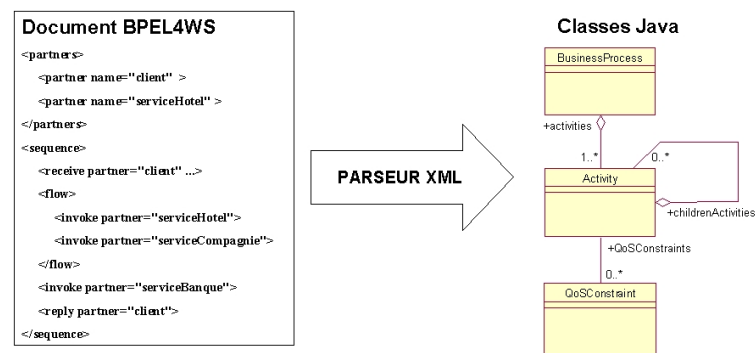 Document BPEL4WS
<partners>
<partner name="client" >
<partner name="serviceHotel" >
</partners>
<sequence>
<receive partner="client" ...>
<flow>
<invoke partner="serviceHotel">
<invoke partner="serviceCompagnie">
</flow>
<invoke partner="serviceBanque">
<reply partner="client">
</sequence>
PARSEUR XML
Classes Java
BusinessProcess
+activities
1..*
0..*
Activity
+childrenActivities
+QoSConstraints
0..*
QoSConstraint